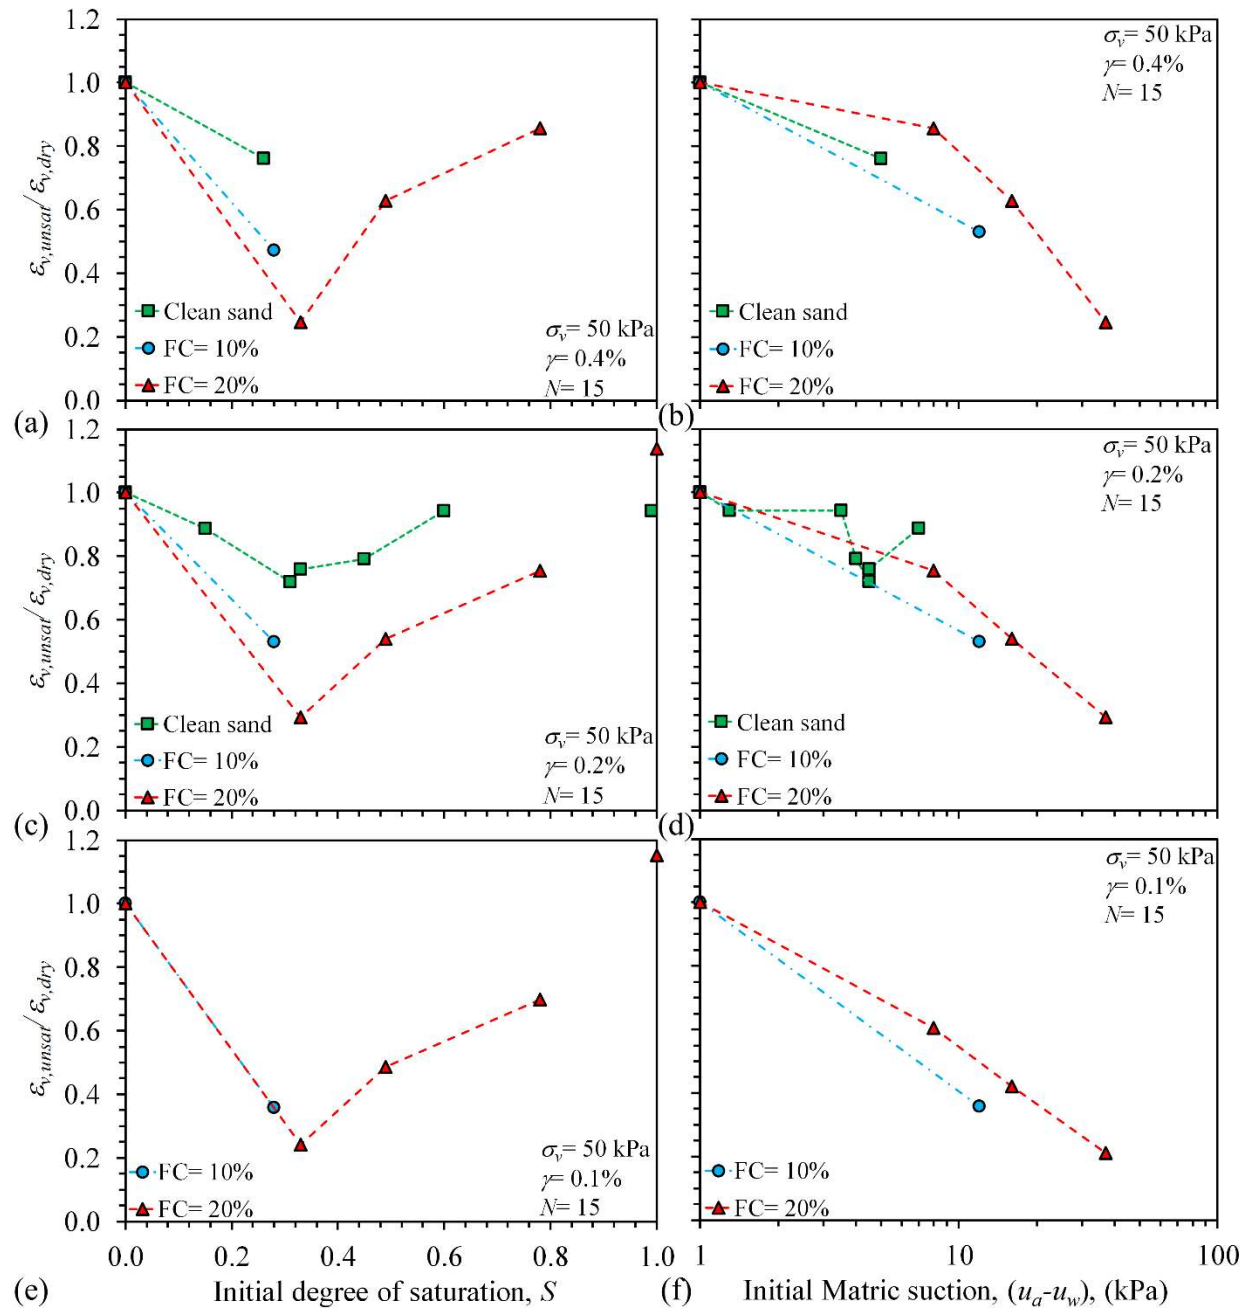 1.2
1.0
0.8
0.6
0.4
0.2
0.0
εv,unsat/ εv,dry
Clean sand
FC= 10%
FC= 20%
σv= 50 kPa
γ= 0.4%
N= 15
(a)
σv= 50 kPa
γ= 0.4%
N= 15
Clean sand
FC= 10%
FC= 20%
(b)
1.2
1.0
0.8
0.6
0.4
0.2
0.0
εv,unsat/ εv,dry
Clean sand
FC= 10%
FC= 20%
σv= 50 kPa
γ= 0.2%
N= 15
(c)
σv= 50 kPa
γ= 0.2%
N= 15
Clean sand
FC= 10%
FC= 20%
(d)
1.2
1.0
0.8
0.6
0.4
0.2
0.0
εv,unsat/ εv,dry
FC= 10%
FC= 20%
σv= 50 kPa
γ= 0.1%
N= 15
0.0 0.2 0.4 0.6 0.8 1.0
(e)
Initial degree of saturation, S
σv= 50 kPa
γ= 0.1%
N= 15
FC= 10%
FC= 20%
1 10 100
(f)
Initial Matric suction, (ua-uw), (kPa)